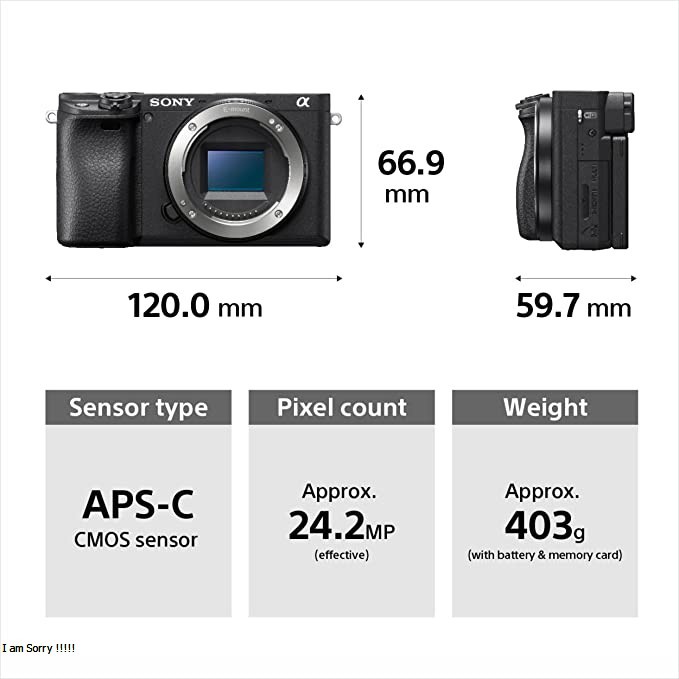 SONY
α
E-mount
66.9
mm
120.0 mm
59.7 mm
Sensor type
Pixel count
Weight
APS-C
CMOS sensor
Approx.
24.2MP
(effective)
Approx.
403g
(with battery & memory card)
I am Sorry !!!!!